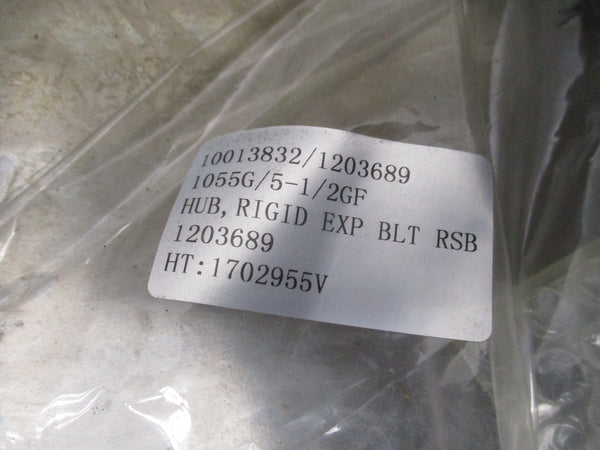 10013832/1203689
1055G/5-1/2GF
HUB, RIGID EXP BLT RSB
1203689
HT:1702955V